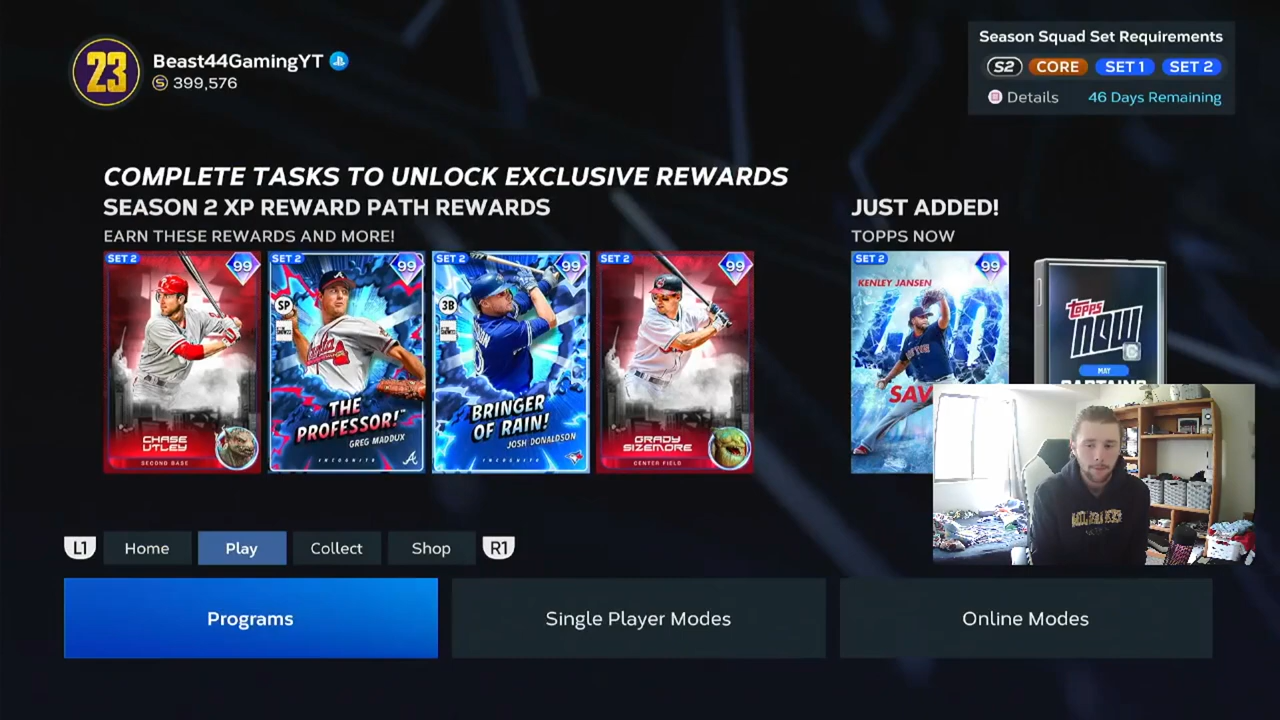 23
Beast44GamingYT
399,576
Season Squad Set Requirements
S2 CORE SET 1 SET 2
Details 46 Days Remaining
COMPLETE TASKS TO UNLOCK EXCLUSIVE REWARDS
SEASON 2 XP REWARD PATH REWARDS
EARN THESE REWARDS AND MORE!
SET 2 99
CHASE
UTLEY
SECOND BASE
SET 2 99
SP
THE
PROFESSOR!
GREG MADDUX
INCOGNITO
SET 2 99
3B
BRINGER
OF RAIN!
JOSH DONALDSON
INCOGNITO
SET 2 99
GRADY
SIZEMORE
CENTER FIELD
JUST ADDED!
TOPPS NOW
SET 2 99
KENLEY JANSEN
SAV
Topps
NOW
C
MAY
CAPTAINS
L1 Home Play Collect Shop R1
Programs Single Player Modes Online Modes